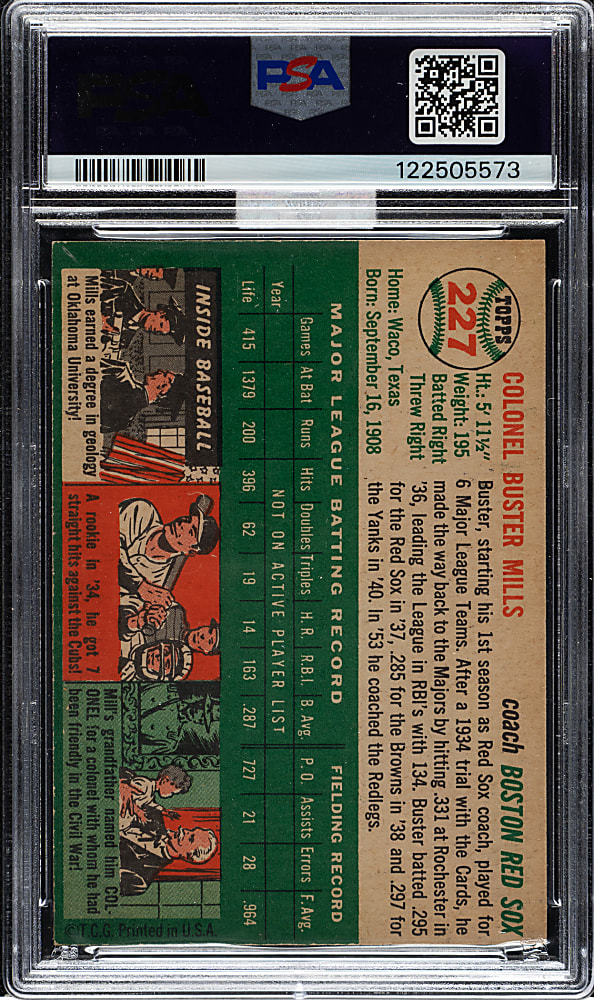 PSA
122505573
TOPPS
227
COLONEL BUSTER MILLS
coach BOSTON RED SOX
Ht.: 5' 11½"
Weight: 195
Batted Right
Threw Right
Home: Waco, Texas
Born: September 16, 1908
Buster, starting his 1st season as Red Sox coach, played for
6 Major League Teams. After a 1934 trial with the Cards, he
made the way back to the Majors by hitting .331 at Rochester in
'36, leading the League in RBI's with 134. Buster batted .295
for the Red Sox in '37, .285 for the Browns in '38 and .297 for
the Yanks in '40. In '53 he coached the Redlegs.
MAJOR LEAGUE BATTING RECORD FIELDING RECORD
Games At Bat Runs Hits Doubles Triples H. R. R.B.I. B. Avg. P. O. Assists Errors F. Avg.
Year NOT ON ACTIVE PLAYER LIST
Life 415 1379 200 396 62 19 14 163 .287 727 21 28 .964
INSIDE BASEBALL
Mills earned a degree in geology
at Oklahoma University!
A rookie in '34, he got 7
straight hits against the Cubs!
Mill's grandfather named him COL-
ONEL for a colonel with whom he had
been friendly in the Civil War!
© T.C.G. Printed in U.S.A.